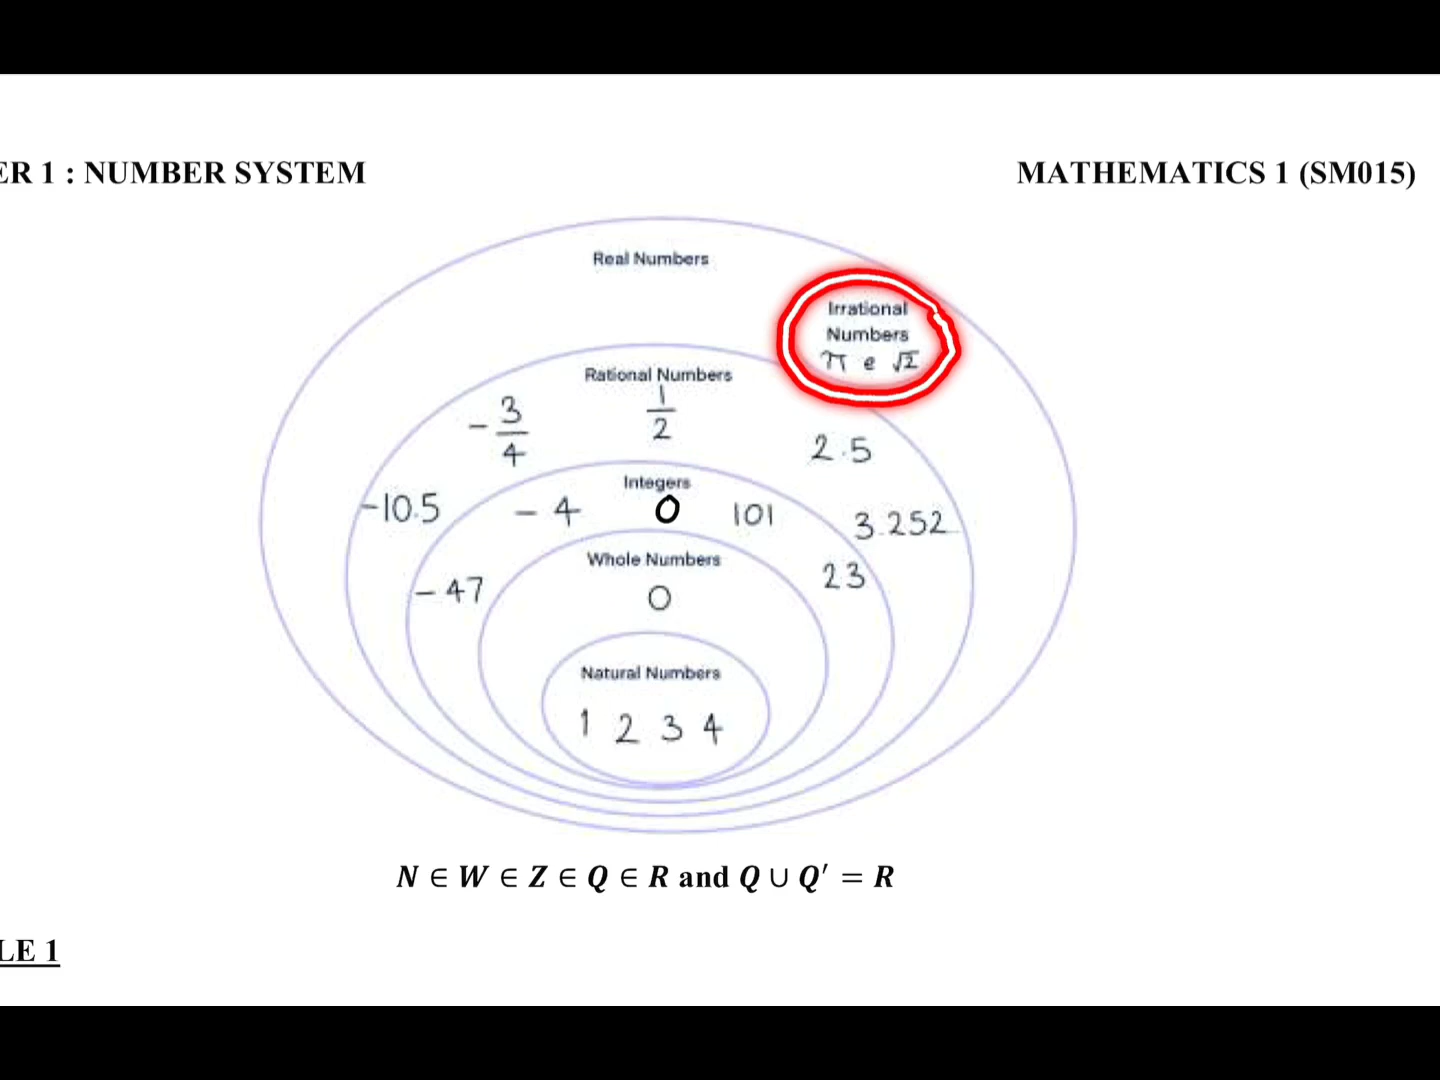 ER 1 : NUMBER SYSTEM
MATHEMATICS 1 (SM015)
Real Numbers
Irrational
Numbers
π e √2
Rational Numbers
-3/4
1/2
2.5
Integers
-10.5
-4
0
101
3.252
Whole Numbers
-47
0
23
Natural Numbers
1 2 3 4
N ∈ W ∈ Z ∈ Q ∈ R and Q ∪ Q′ = R
LE 1